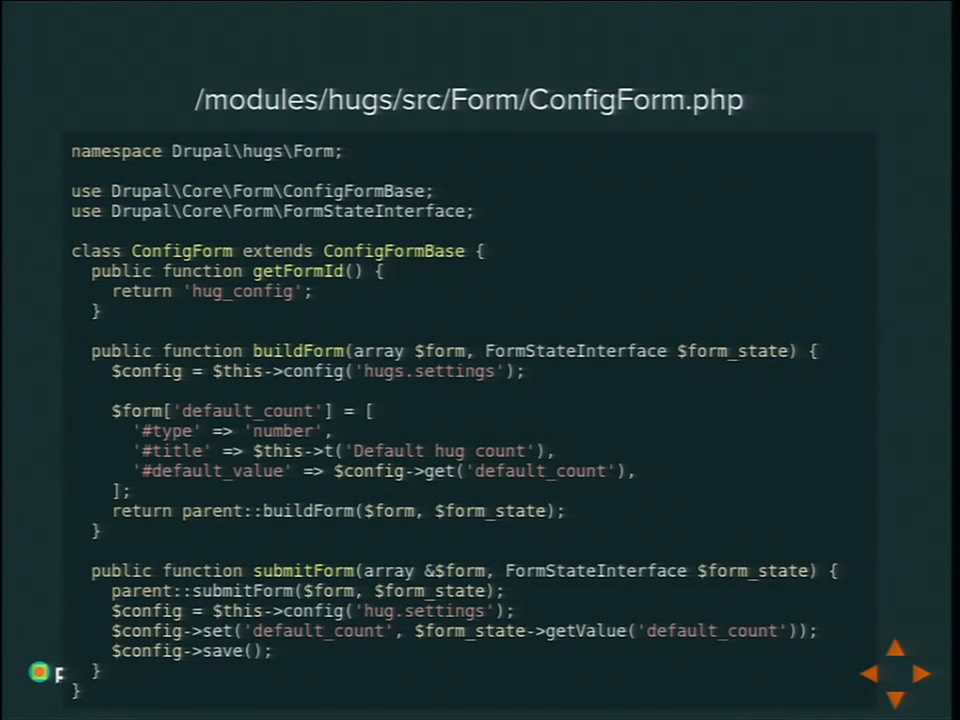 /modules/hugs/src/Form/ConfigForm.php
namespace Drupal\hugs\Form;
use Drupal\Core\Form\ConfigFormBase;
use Drupal\Core\Form\FormStateInterface;
class ConfigForm extends ConfigFormBase {
public function getFormId() {
return 'hug_config';
}
public function buildForm(array $form, FormStateInterface $form_state) {
$config = $this->config('hugs.settings');
$form['default_count'] = [
'#type' => 'number',
'#title' => $this->t('Default hug count'),
'#default_value' => $config->get('default_count'),
];
return parent::buildForm($form, $form_state);
}
public function submitForm(array &$form, FormStateInterface $form_state) {
parent::submitForm($form, $form_state);
$config = $this->config('hug.settings');
$config->set('default_count', $form_state->getValue('default_count'));
$config->save();
}
}